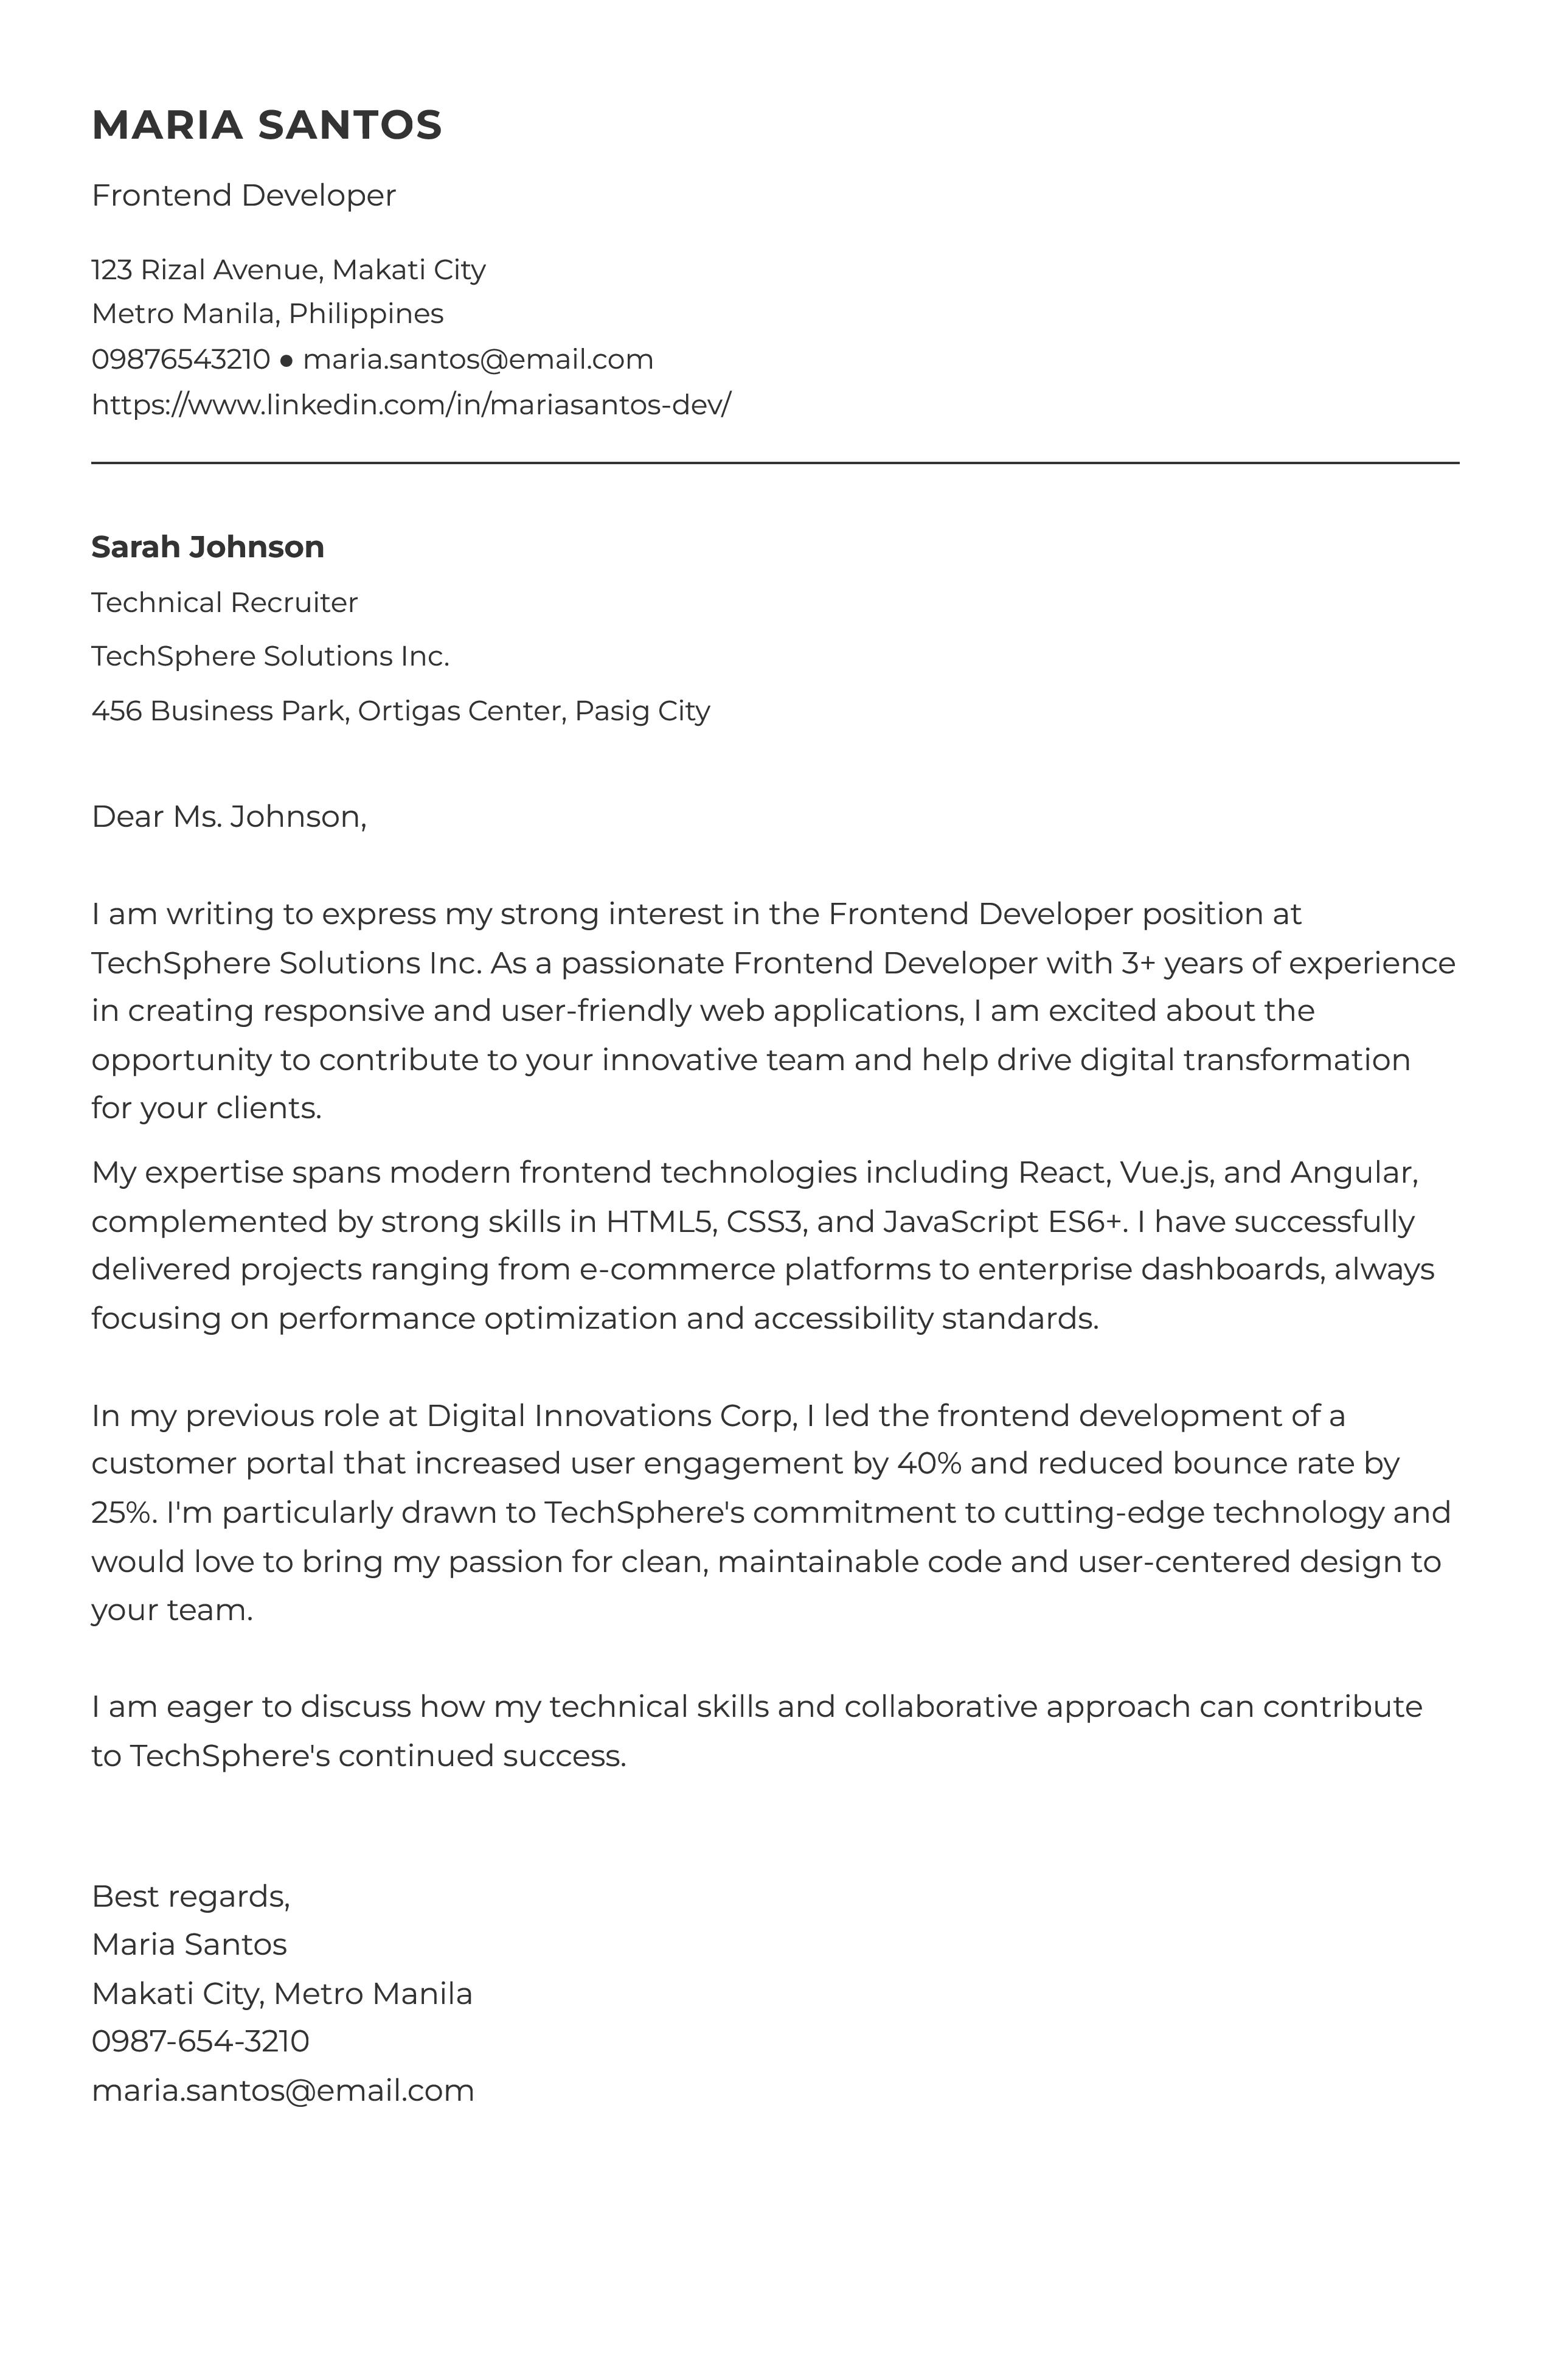 MARIA SANTOS
Frontend Developer
123 Rizal Avenue, Makati City
Metro Manila, Philippines
09876543210 ● maria.santos@email.com
https://www.linkedin.com/in/mariasantos-dev/
Sarah Johnson
Technical Recruiter
TechSphere Solutions Inc.
456 Business Park, Ortigas Center, Pasig City
Dear Ms. Johnson,
I am writing to express my strong interest in the Frontend Developer position at
TechSphere Solutions Inc. As a passionate Frontend Developer with 3+ years of experience
in creating responsive and user-friendly web applications, I am excited about the
opportunity to contribute to your innovative team and help drive digital transformation
for your clients.
My expertise spans modern frontend technologies including React, Vue.js, and Angular,
complemented by strong skills in HTML5, CSS3, and JavaScript ES6+. I have successfully
delivered projects ranging from e-commerce platforms to enterprise dashboards, always
focusing on performance optimization and accessibility standards.
In my previous role at Digital Innovations Corp, I led the frontend development of a
customer portal that increased user engagement by 40% and reduced bounce rate by
25%. I'm particularly drawn to TechSphere's commitment to cutting-edge technology and
would love to bring my passion for clean, maintainable code and user-centered design to
your team.
I am eager to discuss how my technical skills and collaborative approach can contribute
to TechSphere's continued success.
Best regards,
Maria Santos
Makati City, Metro Manila
0987-654-3210
maria.santos@email.com